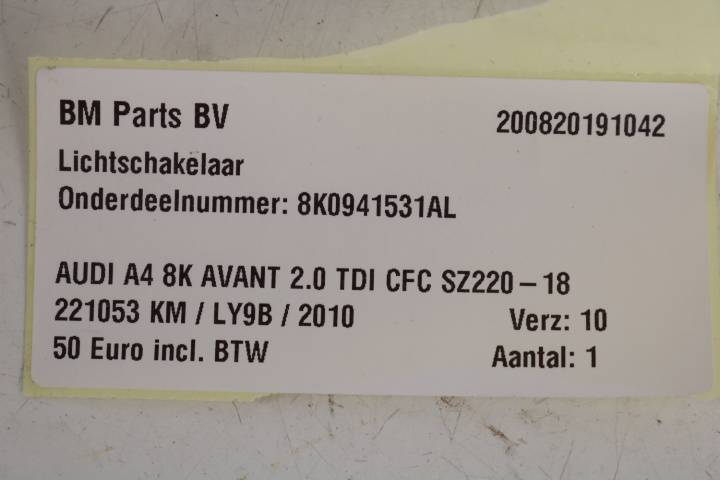 BM Parts BV 200820191042
Lichtschakelaar
Onderdeelnummer: 8K0941531AL
AUDI A4 8K AVANT 2.0 TDI CFC SZ220 – 18
221053 KM / LY9B / 2010 Verz: 10
50 Euro incl. BTW Aantal: 1